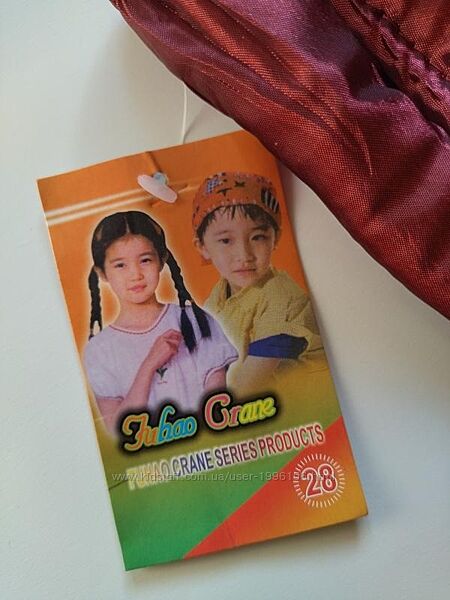 Fuhao Crane
FUHAO CRANE SERIES PRODUCTS
28